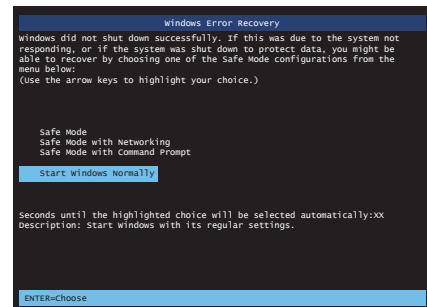 Windows Error Recovery
Windows did not shut down successfully. If this was due to the system not
responding, or if the system was shut down to protect data, you might be
able to recover by choosing one of the Safe Mode configurations from the
menu below:
(Use the arrow keys to highlight your choice.)
Safe Mode
Safe Mode with Networking
Safe Mode with Command Prompt
Start Windows Normally
Seconds until the highlighted choice will be selected automatically:XX
Description: Start Windows with its regular settings.
ENTER=Choose